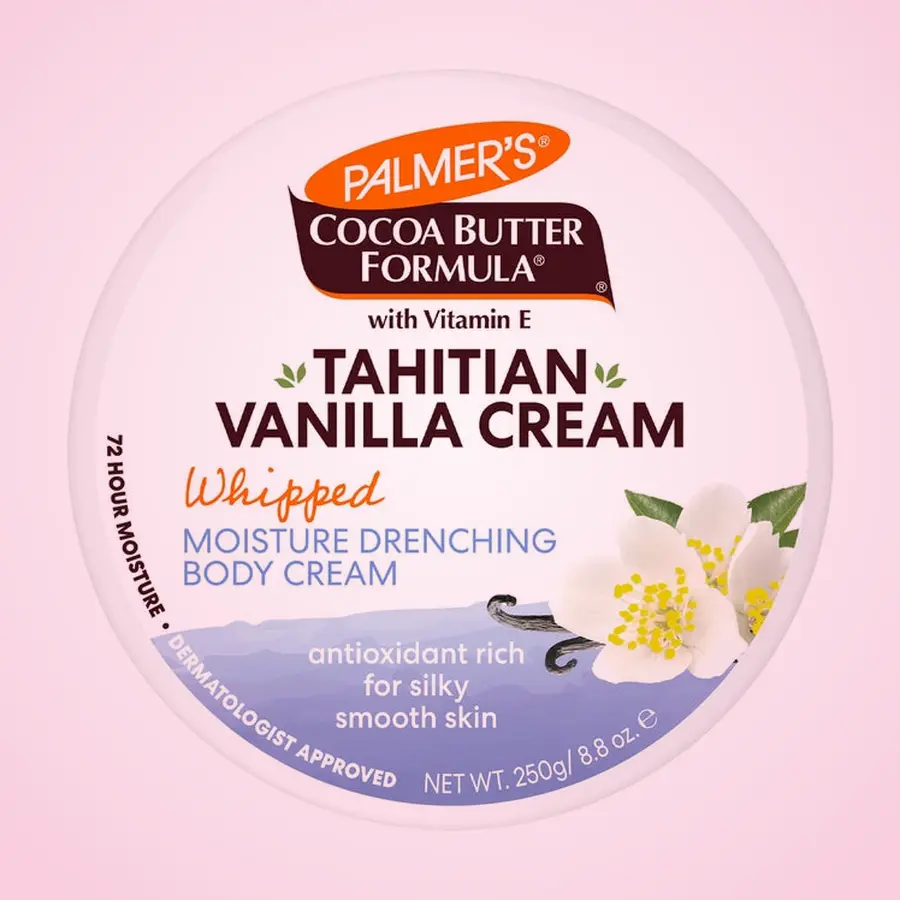 PALMER'S®
COCOA BUTTER
FORMULA®
®
with Vitamin E
TAHITIAN
VANILLA CREAM
Whipped
MOISTURE DRENCHING
BODY CREAM
antioxidant rich
for silky
smooth skin
72 HOUR MOISTURE • DERMATOLOGIST APPROVED
NET WT. 250g/ 8.8 oz. ℮